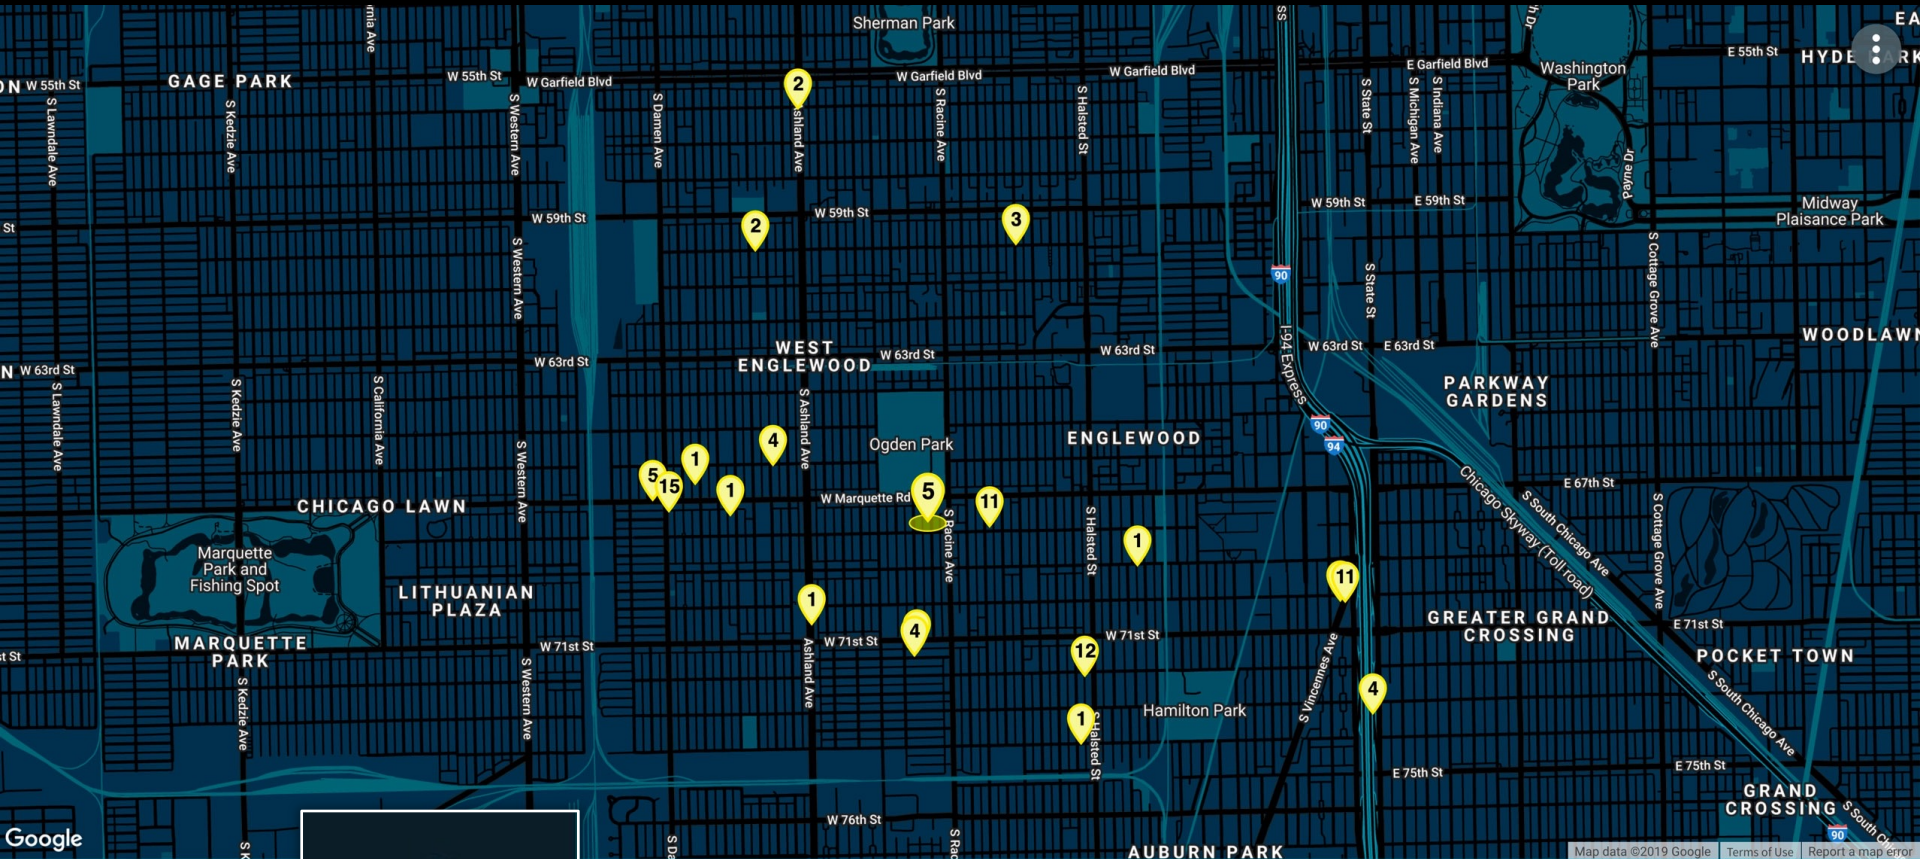 Sherman Park
EA
HYDE PARK
GAGE PARK
W 55th St
W 55th St
W Garfield Blvd
W Garfield Blvd
W Garfield Blvd
E Garfield Blvd
E 55th St
Washington
Park
2
S Lawndale Ave
S Kedzie Ave
S Western Ave
S Damen Ave
Ashland Ave
S Racine Ave
S Halsted St
S State St
S Michigan Ave
S Indiana Ave
Payne Dr
W 59th St
W 59th St
W 59th St
E 59th St
Midway
Plaisance Park
St
2
3
S Western Ave
90
S State St
S Cottage Grove Ave
I-94 Express
WEST
ENGLEWOOD
W 63rd St
W 63rd St
W 63rd St
W 63rd St
W 63rd St
E 63rd St
WOODLAWN
PARKWAY
GARDENS
S Lawndale Ave
S Kedzie Ave
S California Ave
S Western Ave
S Ashland Ave
Ogden Park
ENGLEWOOD
90
94
4
1
5
15
1
5
11
W Marquette Rd
CHICAGO LAWN
E 67th St
Chicago Skyway (Toll road)
S South Chicago Ave
S Cottage Grove Ave
S Racine Ave
S Halsted St
1
Marquette
Park and
Fishing Spot
LITHUANIAN
PLAZA
1
11
GREATER GRAND
CROSSING
MARQUETTE
PARK
W 71st St
W 71st St
W 71st St
E 71st St
st St
4
12
4
1
POCKET TOWN
S Kedzie Ave
S Western Ave
Ashland Ave
S Halsted St
S Vincennes Ave
Hamilton Park
S South Chicago Ave
E 75th St
E 75th St
GRAND
CROSSING
W 76th St
AUBURN PARK
90
Google
Map data ©2019 Google
Terms of Use
Report a map error